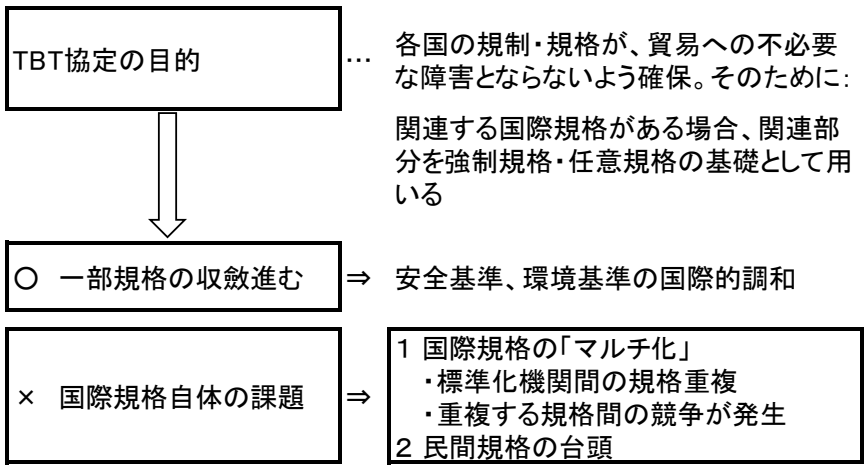 TBT協定の目的
… 各国の規制・規格が、貿易への不必要
な障害とならないよう確保。そのために：
関連する国際規格がある場合、関連部
分を強制規格・任意規格の基礎として用
いる
○ 一部規格の収斂進む ⇒ 安全基準、環境基準の国際的調和
× 国際規格自体の課題 ⇒
１ 国際規格の「マルチ化」
・標準化機関間の規格重複
・重複する規格間の競争が発生
２ 民間規格の台頭